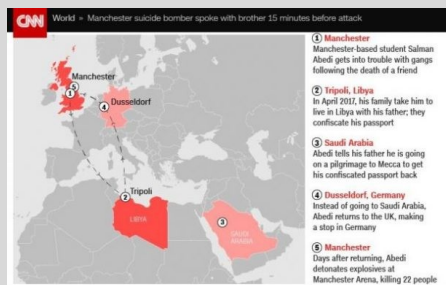 CNN World » Manchester suicide bomber spoke with brother 15 minutes before attack
Manchester
5
1
4
Dusseldorf
Tripoli
2
LIBYA
3
SAUDI
ARABIA
1 Manchester
Manchester-based student Salman
Abedi gets into trouble with gangs
following the death of a friend
2 Tripoli, Libya
In April 2017, his family take him to
live in Libya with his father; they
confiscate his passport
3 Saudi Arabia
Abedi tells his father he is going
on a pilgrimage to Mecca to get
his confiscated passport back
4 Dusseldorf, Germany
Instead of going to Saudi Arabia,
Abedi returns to the UK, making
a stop in Germany
5 Manchester
Days after returning, Abedi
detonates explosives at
Manchester Arena, killing 22 people